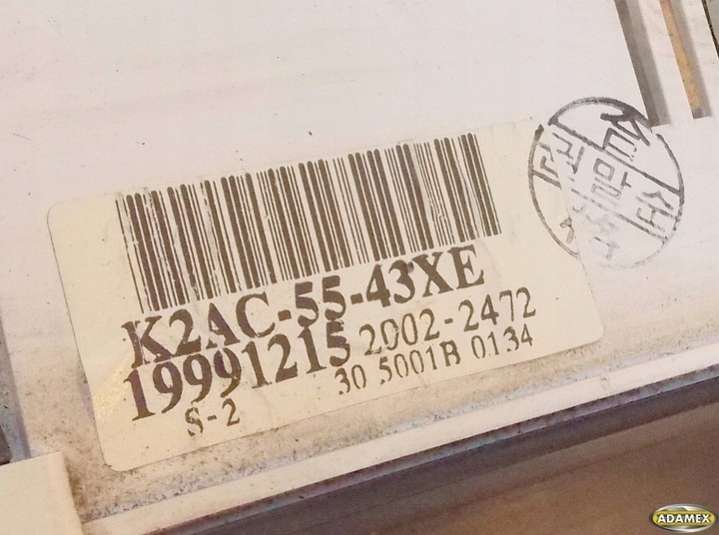 K2AC-55-43XE
19991215 2002-2472
S-2 30 5001B 0134
ADAMEX